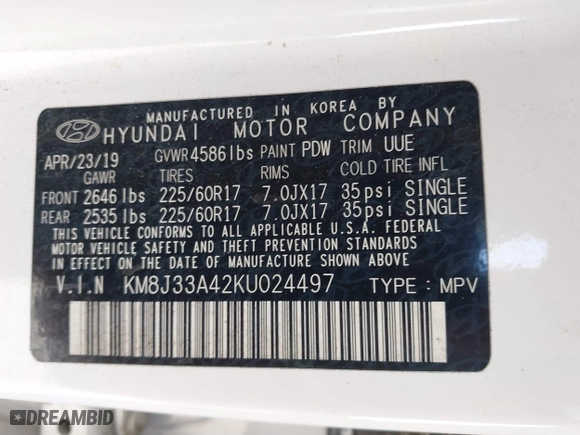 MANUFACTURED IN KOREA BY
HYUNDAI MOTOR COMPANY
APR/23/19 GVWR 4586 lbs PAINT PDW TRIM UUE
GAWR TIRES RIMS COLD TIRE INFL
FRONT 2646 lbs 225/60R17 7.0JX17 35psi SINGLE
REAR 2535 lbs 225/60R17 7.0JX17 35psi SINGLE
THIS VEHICLE CONFORMS TO ALL APPLICABLE U.S.A. FEDERAL
MOTOR VEHICLE SAFETY AND THEFT PREVENTION STANDARDS
IN EFFECT ON THE DATE OF MANUFACTURE SHOWN ABOVE.
V.I.N KM8J33A42KU024497 TYPE : MPV
DREAMBID